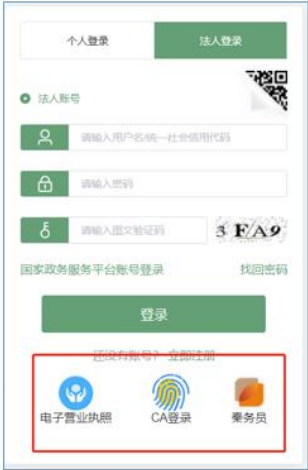 个人登录 法人登录
法人账号
请输入用户名/统一社会信用代码
请输入密码
请输入图文验证码 3 F/A9
国家政务服务平台账号登录 找回密码
登录
还没有账号? 立即注册
电子营业执照 CA登录 秦务员